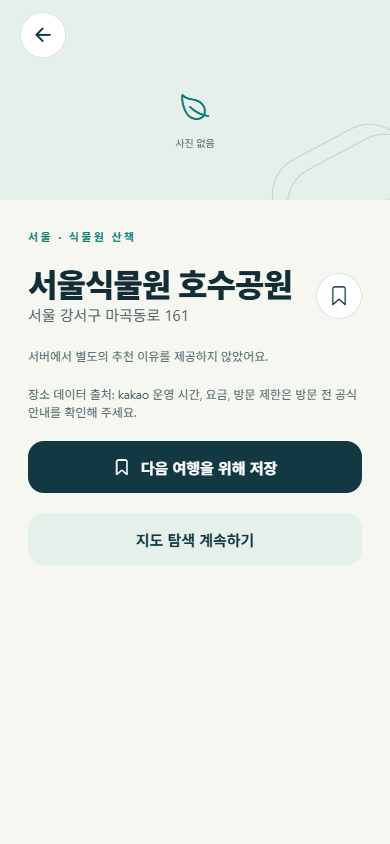 사진 없음
서울 · 식물원 산책
서울식물원 호수공원
서울 강서구 마곡동로 161
서버에서 별도의 추천 이유를 제공하지 않았어요.
장소 데이터 출처: kakao 운영 시간, 요금, 방문 제한은 방문 전 공식
안내를 확인해 주세요.
다음 여행을 위해 저장
지도 탐색 계속하기